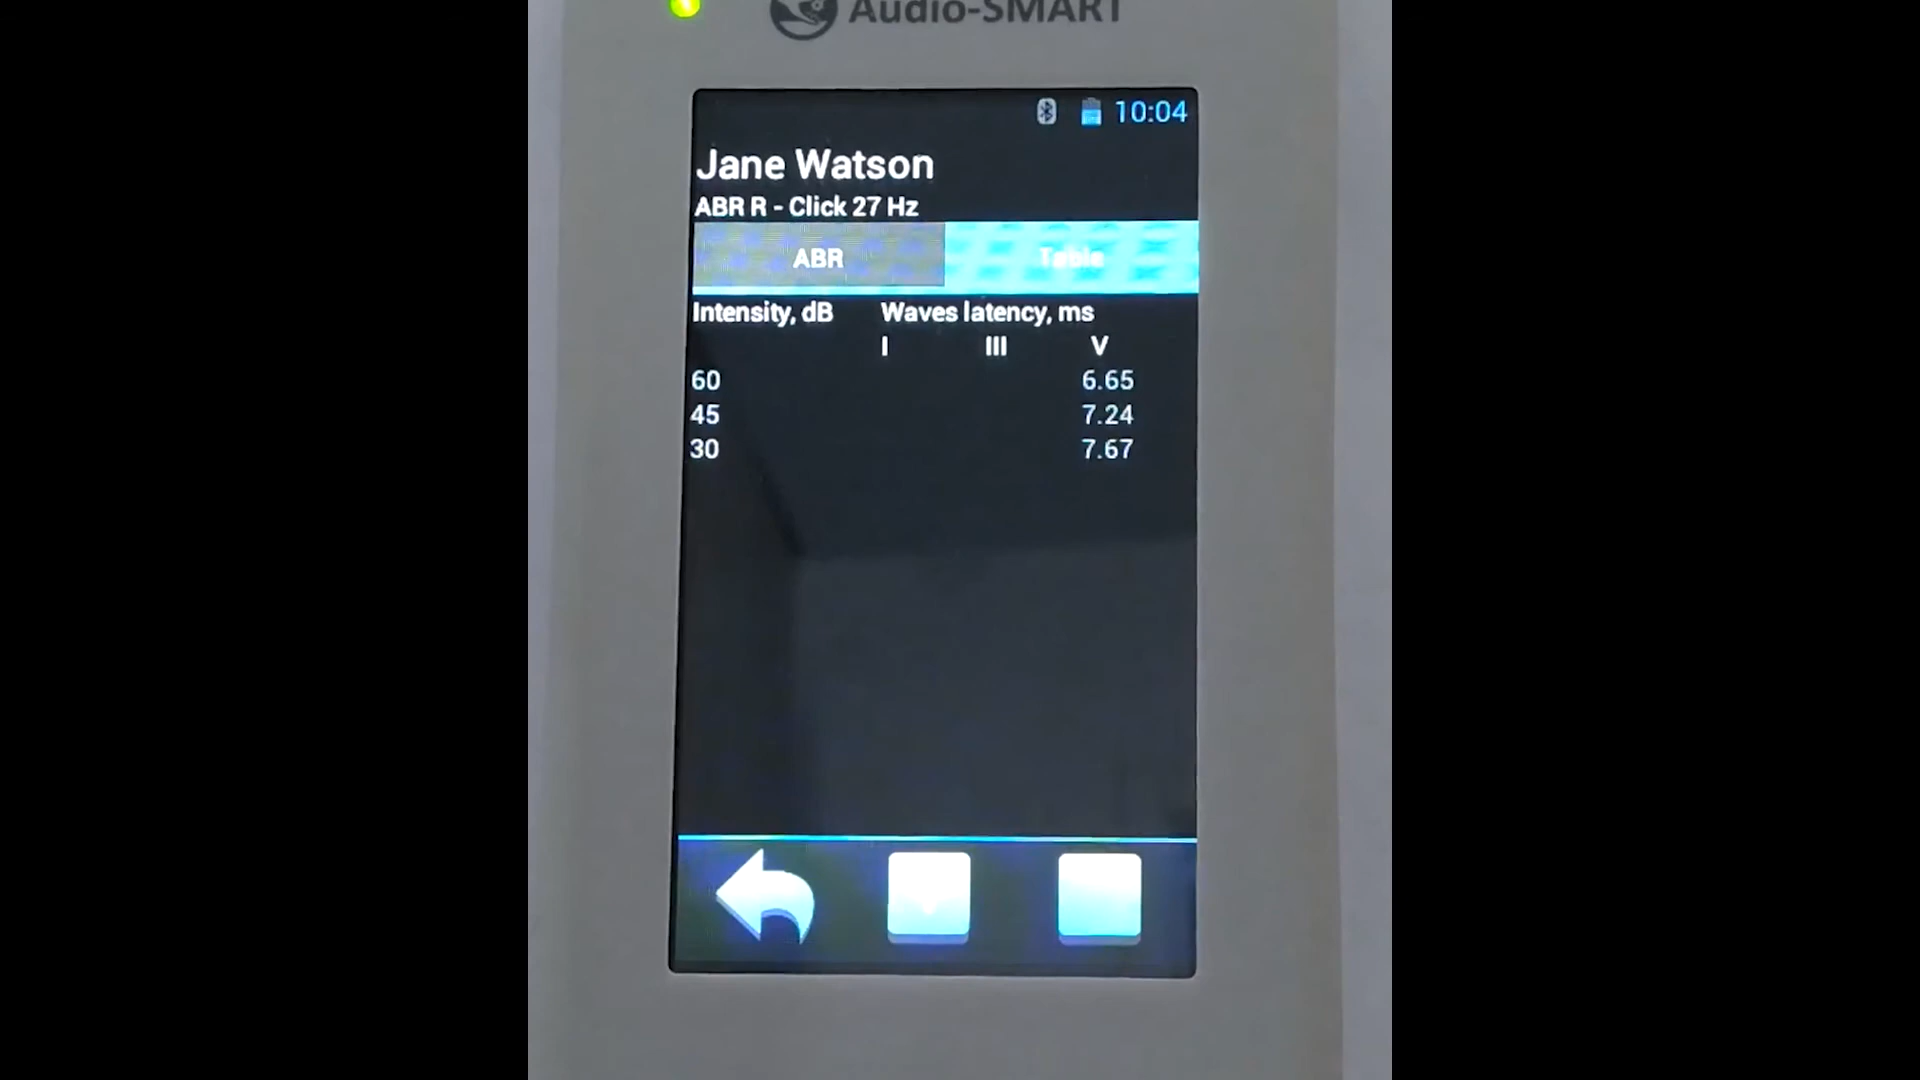 Audio-SMART
10:04
Jane Watson
ABR R - Click 27 Hz
ABR Table
Intensity, dB Waves latency, ms
I III V
60 6.65
45 7.24
30 7.67